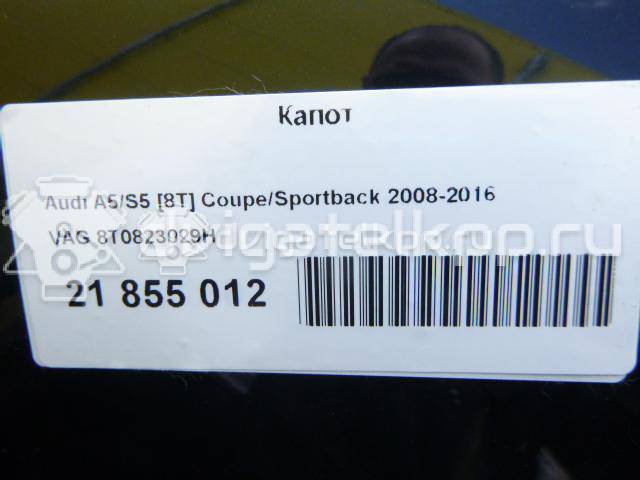 Капот
Audi A5/S5 [8T] Coupe/Sportback 2008-2016
VAG 8T0823029H
21 855 012